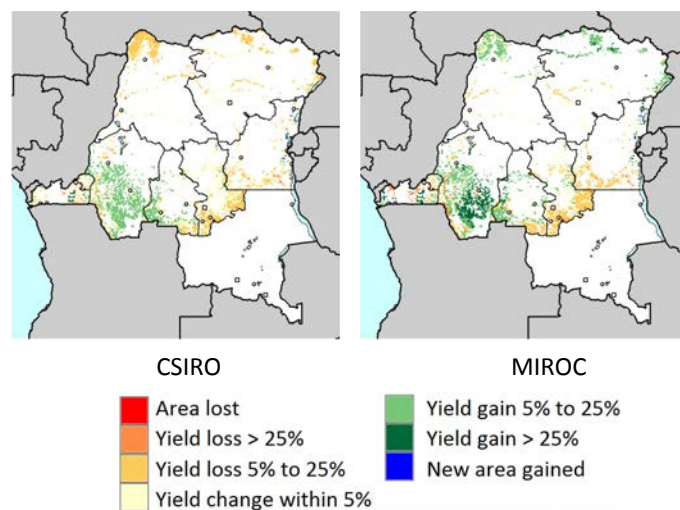 CSIRO
MIROC
Area lost
Yield loss > 25%
Yield loss 5% to 25%
Yield change within 5%
Yield gain 5% to 25%
Yield gain > 25%
New area gained